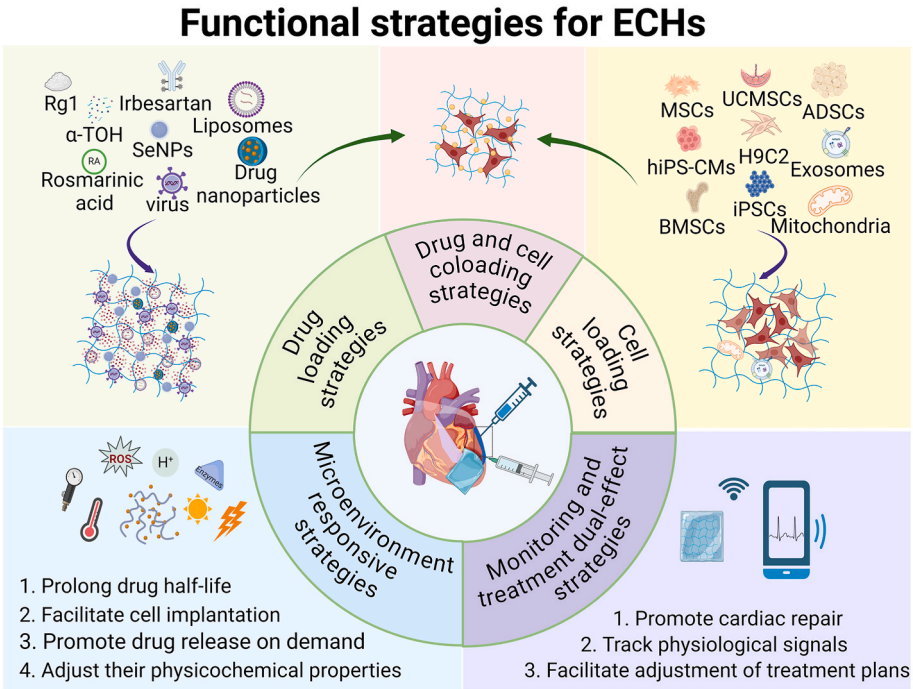 Functional strategies for ECHs
Rg1
Irbesartan
α-TOH
Liposomes
SeNPs
RA
Rosmarinic
acid
virus
Drug
nanoparticles
MSCs
UCMSCs
ADSCs
hiPS-CMs
H9C2
Exosomes
BMSCs
iPSCs
Mitochondria
Drug and cell
coloading
strategies
Drug
loading
strategies
Cell
loading
strategies
Microenvironment
responsive
strategies
Monitoring and
treatment dual-effect
strategies
ROS
H⁺
Enzymes
1. Prolong drug half-life
2. Facilitate cell implantation
3. Promote drug release on demand
4. Adjust their physicochemical properties
1. Promote cardiac repair
2. Track physiological signals
3. Facilitate adjustment of treatment plans